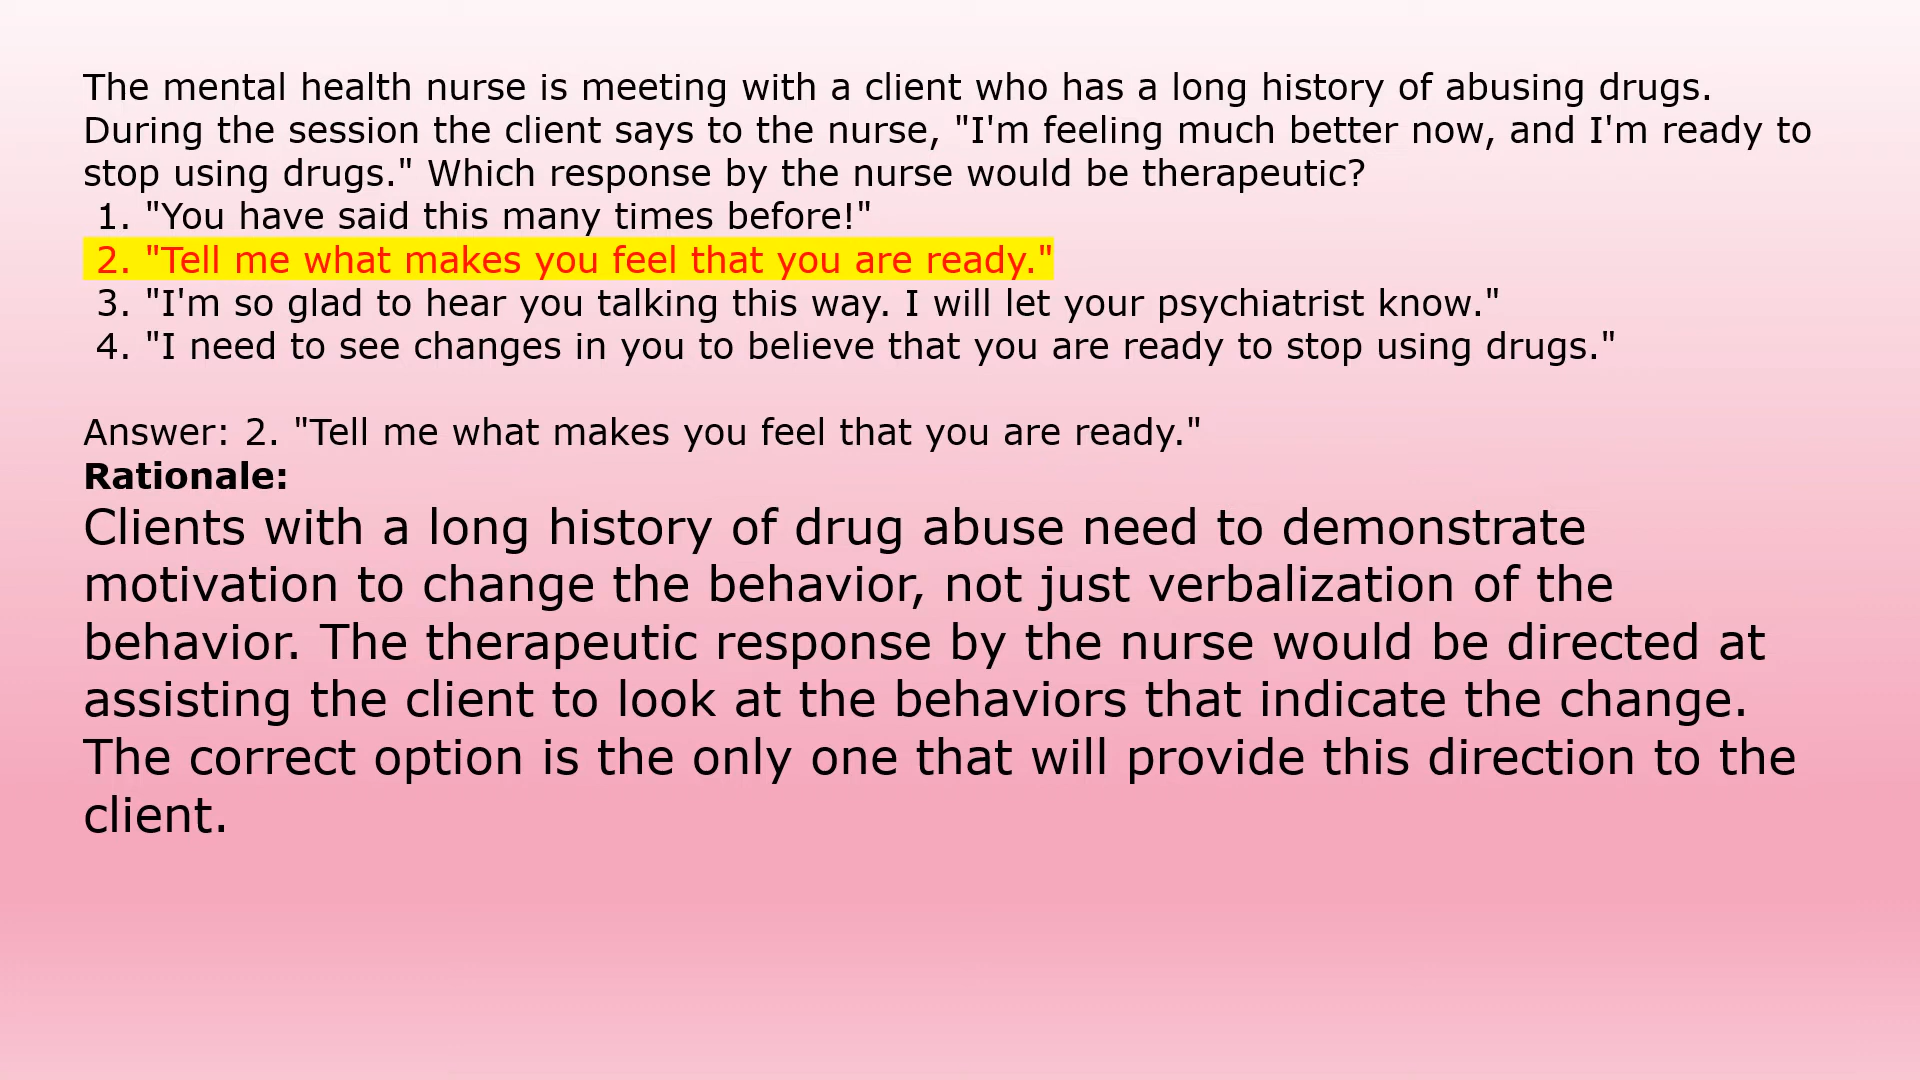 The mental health nurse is meeting with a client who has a long history of abusing drugs.
During the session the client says to the nurse, "I'm feeling much better now, and I'm ready to
stop using drugs." Which response by the nurse would be therapeutic?
1. "You have said this many times before!"
2. "Tell me what makes you feel that you are ready."
3. "I'm so glad to hear you talking this way. I will let your psychiatrist know."
4. "I need to see changes in you to believe that you are ready to stop using drugs."
Answer: 2. "Tell me what makes you feel that you are ready."
Rationale:
Clients with a long history of drug abuse need to demonstrate
motivation to change the behavior, not just verbalization of the
behavior. The therapeutic response by the nurse would be directed at
assisting the client to look at the behaviors that indicate the change.
The correct option is the only one that will provide this direction to the
client.